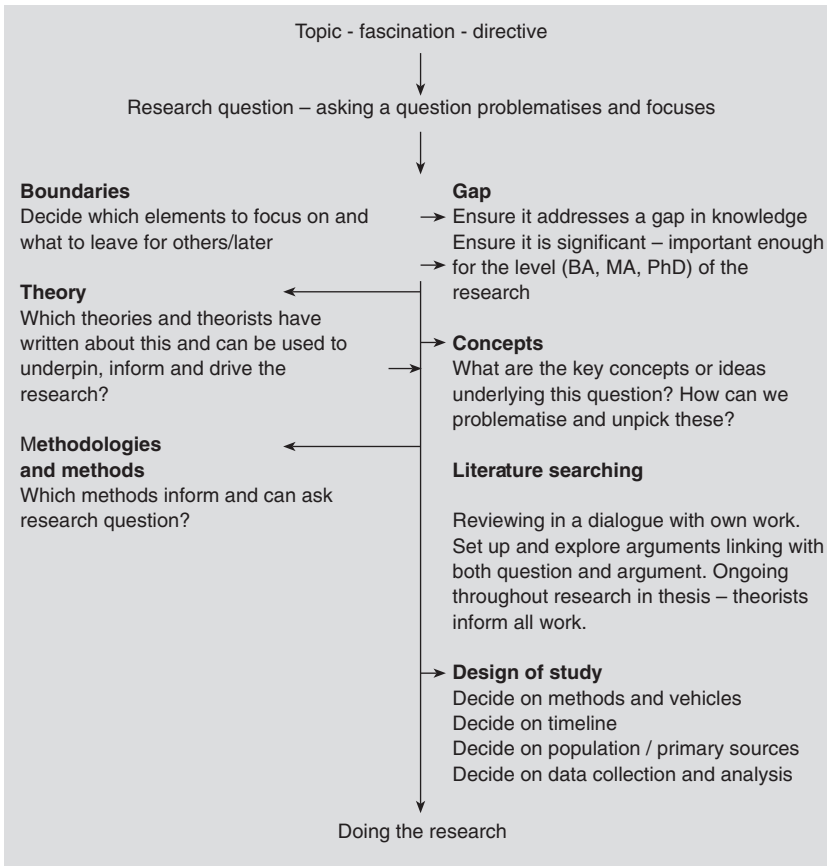 Topic - fascination - directive
Research question – asking a question problematises and focuses
Boundaries
Decide which elements to focus on and
what to leave for others/later
Gap
Ensure it addresses a gap in knowledge
Ensure it is significant – important enough
for the level (BA, MA, PhD) of the
research
Theory
Which theories and theorists have
written about this and can be used to
underpin, inform and drive the
research?
Concepts
What are the key concepts or ideas
underlying this question? How can we
problematise and unpick these?
Methodologies
and methods
Which methods inform and can ask
research question?
Literature searching
Reviewing in a dialogue with own work.
Set up and explore arguments linking with
both question and argument. Ongoing
throughout research in thesis – theorists
inform all work.
Design of study
Decide on methods and vehicles
Decide on timeline
Decide on population / primary sources
Decide on data collection and analysis
Doing the research